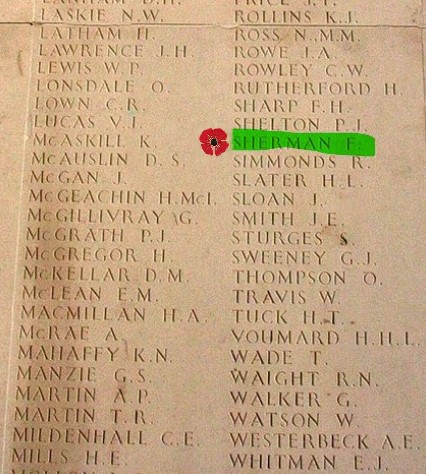 LASKIE N.W.
LATHAM H.
LAWRENCE J.H.
LEWIS W.P.
LONSDALE O.
LOWN C.R.
LUCAS V.J.
McASKILL K.
McAUSLIN D. S.
McGAN J.
McGEACHIN H.McI.
McGILLIVRAY G.
McGRATH P.J.
McGREGOR H.
McKELLAR D.M.
McLEAN E.M.
MACMILLAN H.A.
McRAE A.
MAHAFFY K.N.
MANZIE G.S.
MARTIN A.P.
MARTIN T.R.
MILDENHALL C.E.
MILLS H.E.
PRICE J.T.
ROLLINS K.J.
ROSS N.,M.M.
ROWE J.A.
ROWLEY C.W.
RUTHERFORD H.
SHARP F.H.
SHELTON P.J.
SHERMAN F.
SIMMONDS R.
SLATER H.L.
SLOAN J.
SMITH J.E.
STURGES S.
SWEENEY G.J.
THOMPSON O.
TRAVIS W.
TUCK H.T.
VOUMARD H.H.L.
WADE T.
WAIGHT R.N.
WALKER G.
WATSON W.
WESTERBECK A.E.
WHITMAN E.J.